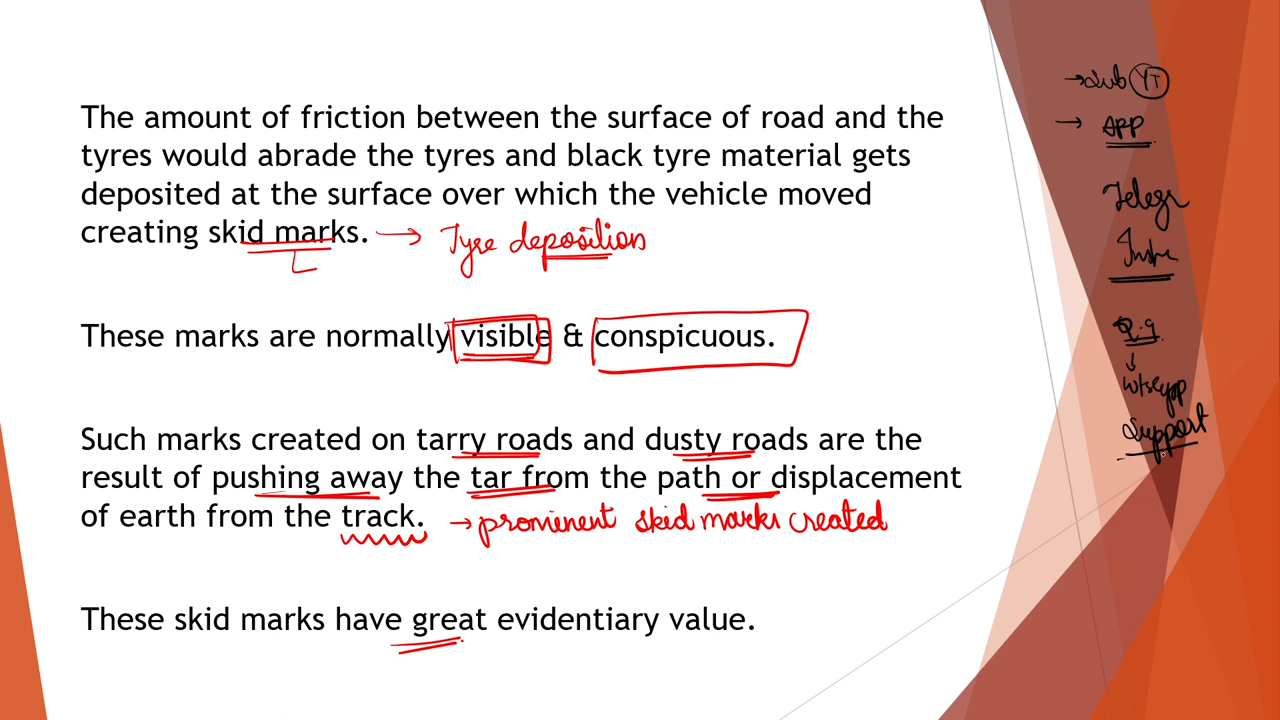 The amount of friction between the surface of road and the
tyres would abrade the tyres and black tyre material gets
deposited at the surface over which the vehicle moved
creating skid marks. → Tyre deposition
These marks are normally visible & conspicuous.
Such marks created on tarry roads and dusty roads are the
result of pushing away the tar from the path or displacement
of earth from the track. → prominent skid marks created
These skid marks have great evidentiary value.
→ Sub YT
→ APP
Telegr
Insta
Support